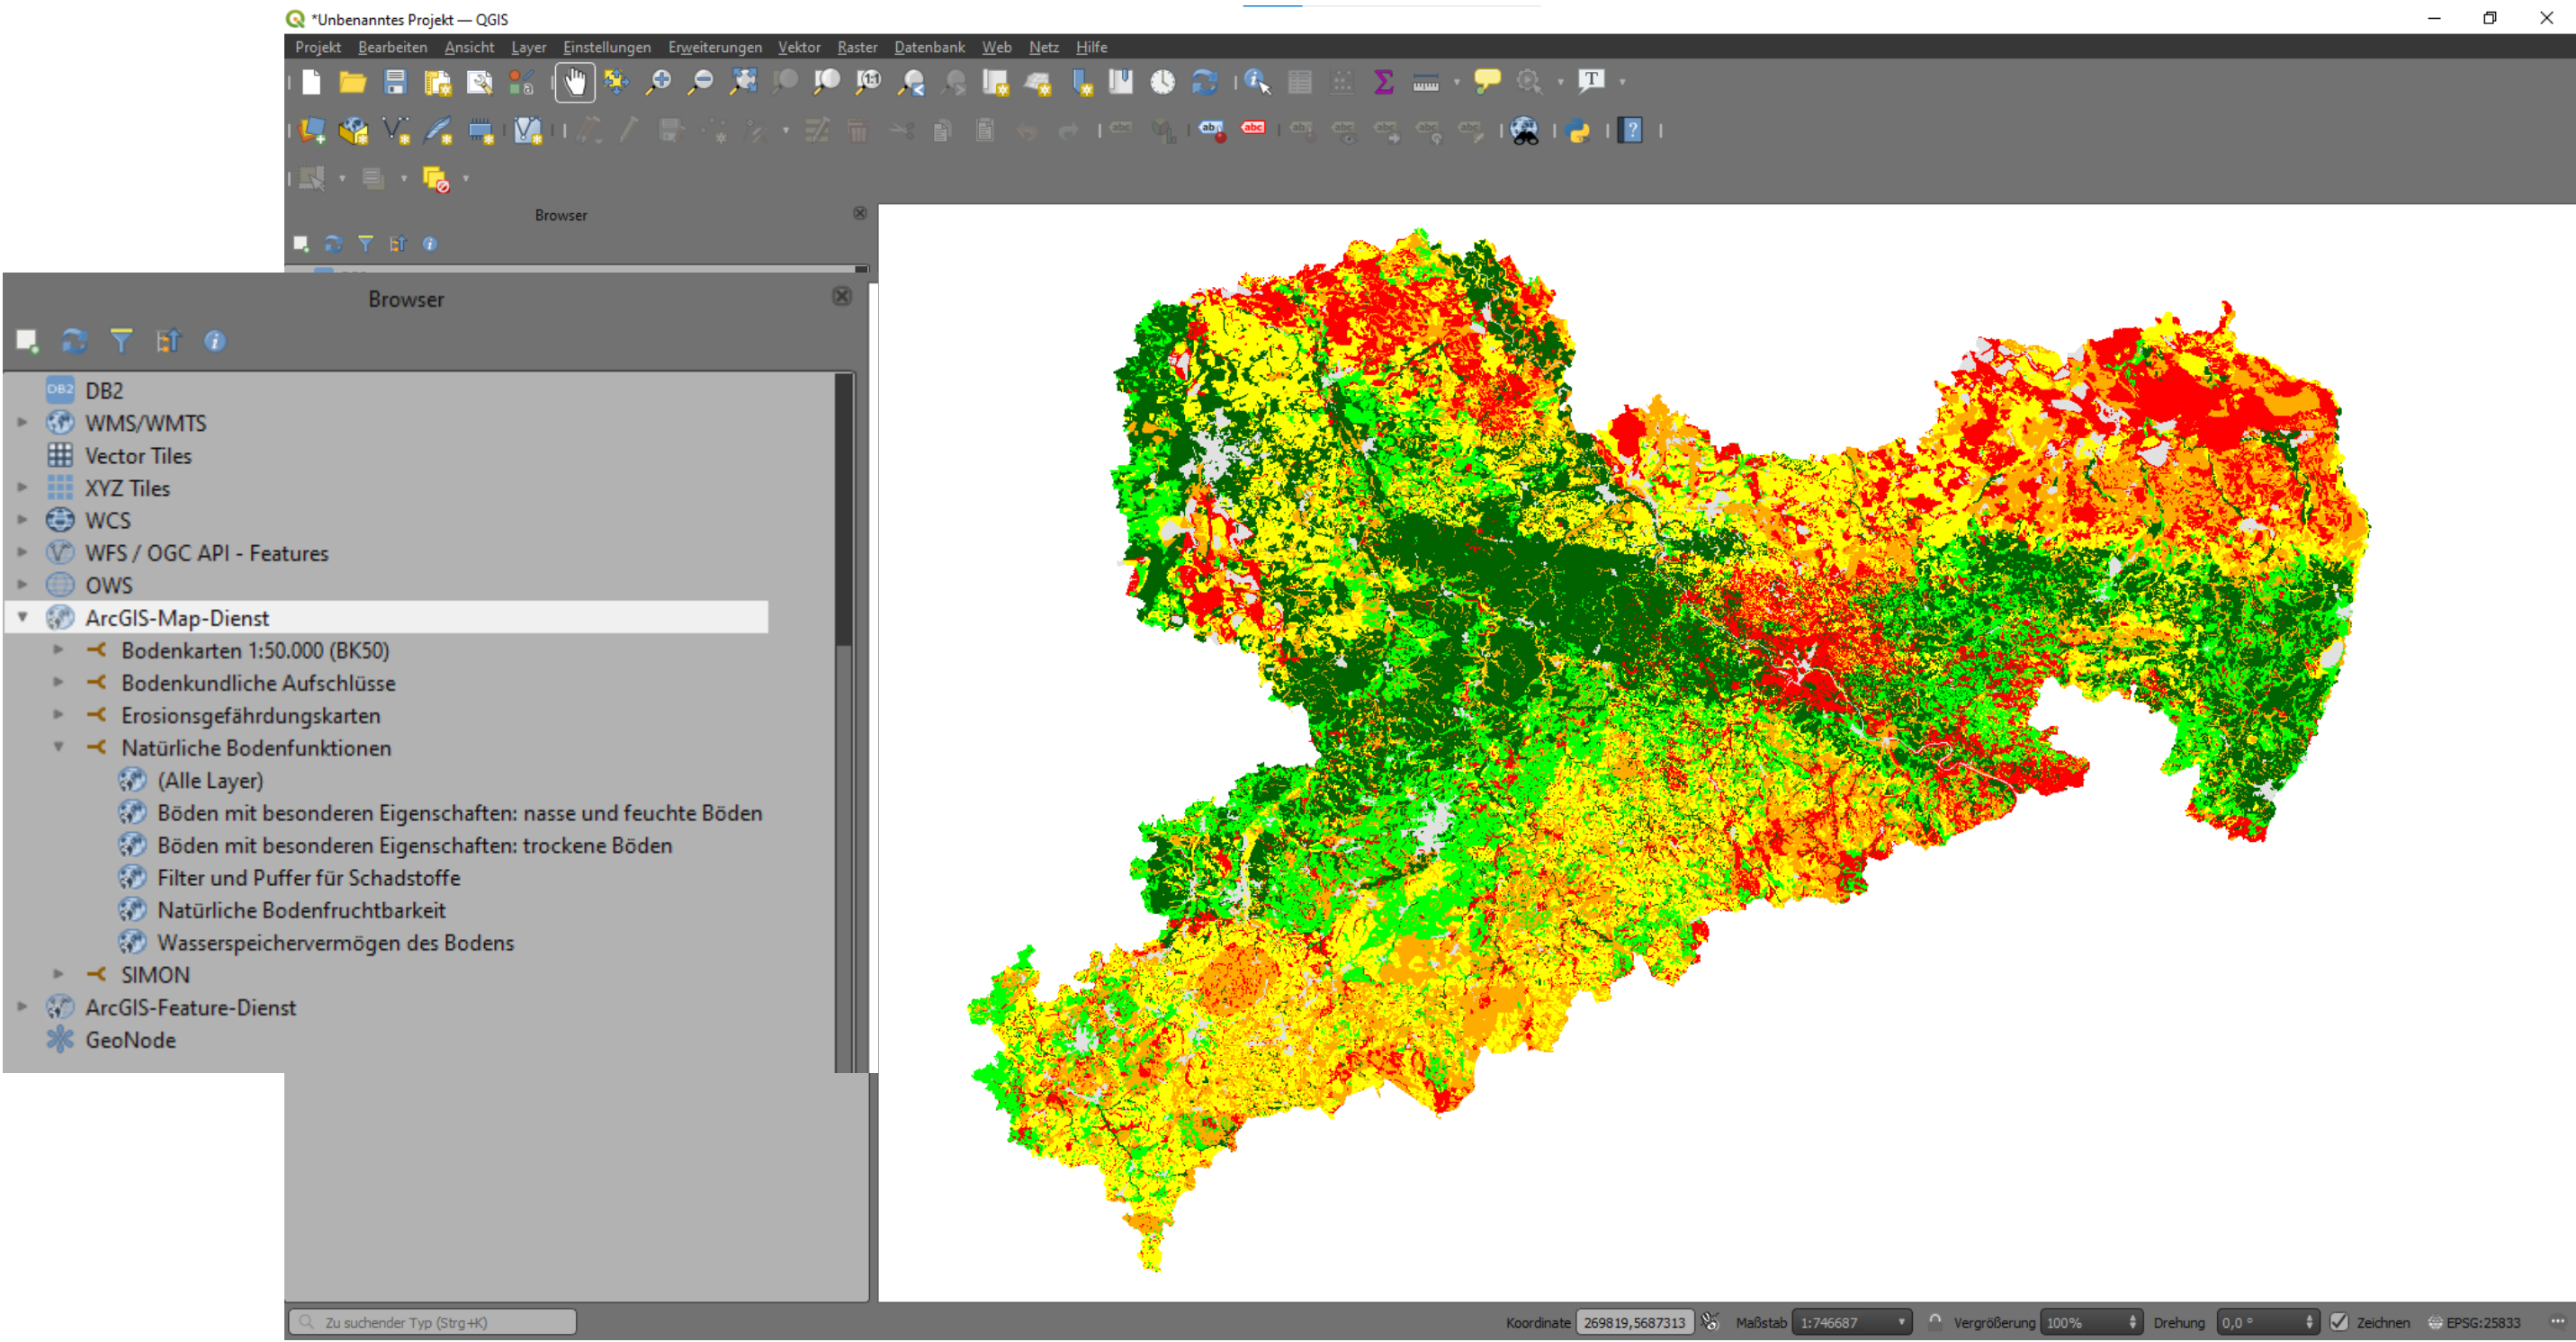 *Unbenanntes Projekt — QGIS
Projekt Bearbeiten Ansicht Layer Einstellungen Erweiterungen Vektor Raster Datenbank Web Netz Hilfe
Browser
Browser
DB2 DB2
WMS/WMTS
Vector Tiles
XYZ Tiles
WCS
WFS / OGC API - Features
OWS
ArcGIS-Map-Dienst
Bodenkarten 1:50.000 (BK50)
Bodenkundliche Aufschlüsse
Erosionsgefährdungskarten
Natürliche Bodenfunktionen
(Alle Layer)
Böden mit besonderen Eigenschaften: nasse und feuchte Böden
Böden mit besonderen Eigenschaften: trockene Böden
Filter und Puffer für Schadstoffe
Natürliche Bodenfruchtbarkeit
Wasserspeichervermögen des Bodens
SIMON
ArcGIS-Feature-Dienst
GeoNode
Zu suchender Typ (Strg+K)
Koordinate 269819,5687313 Maßstab 1:746687 Vergrößerung 100% Drehung 0,0 ° Zeichnen EPSG:25833